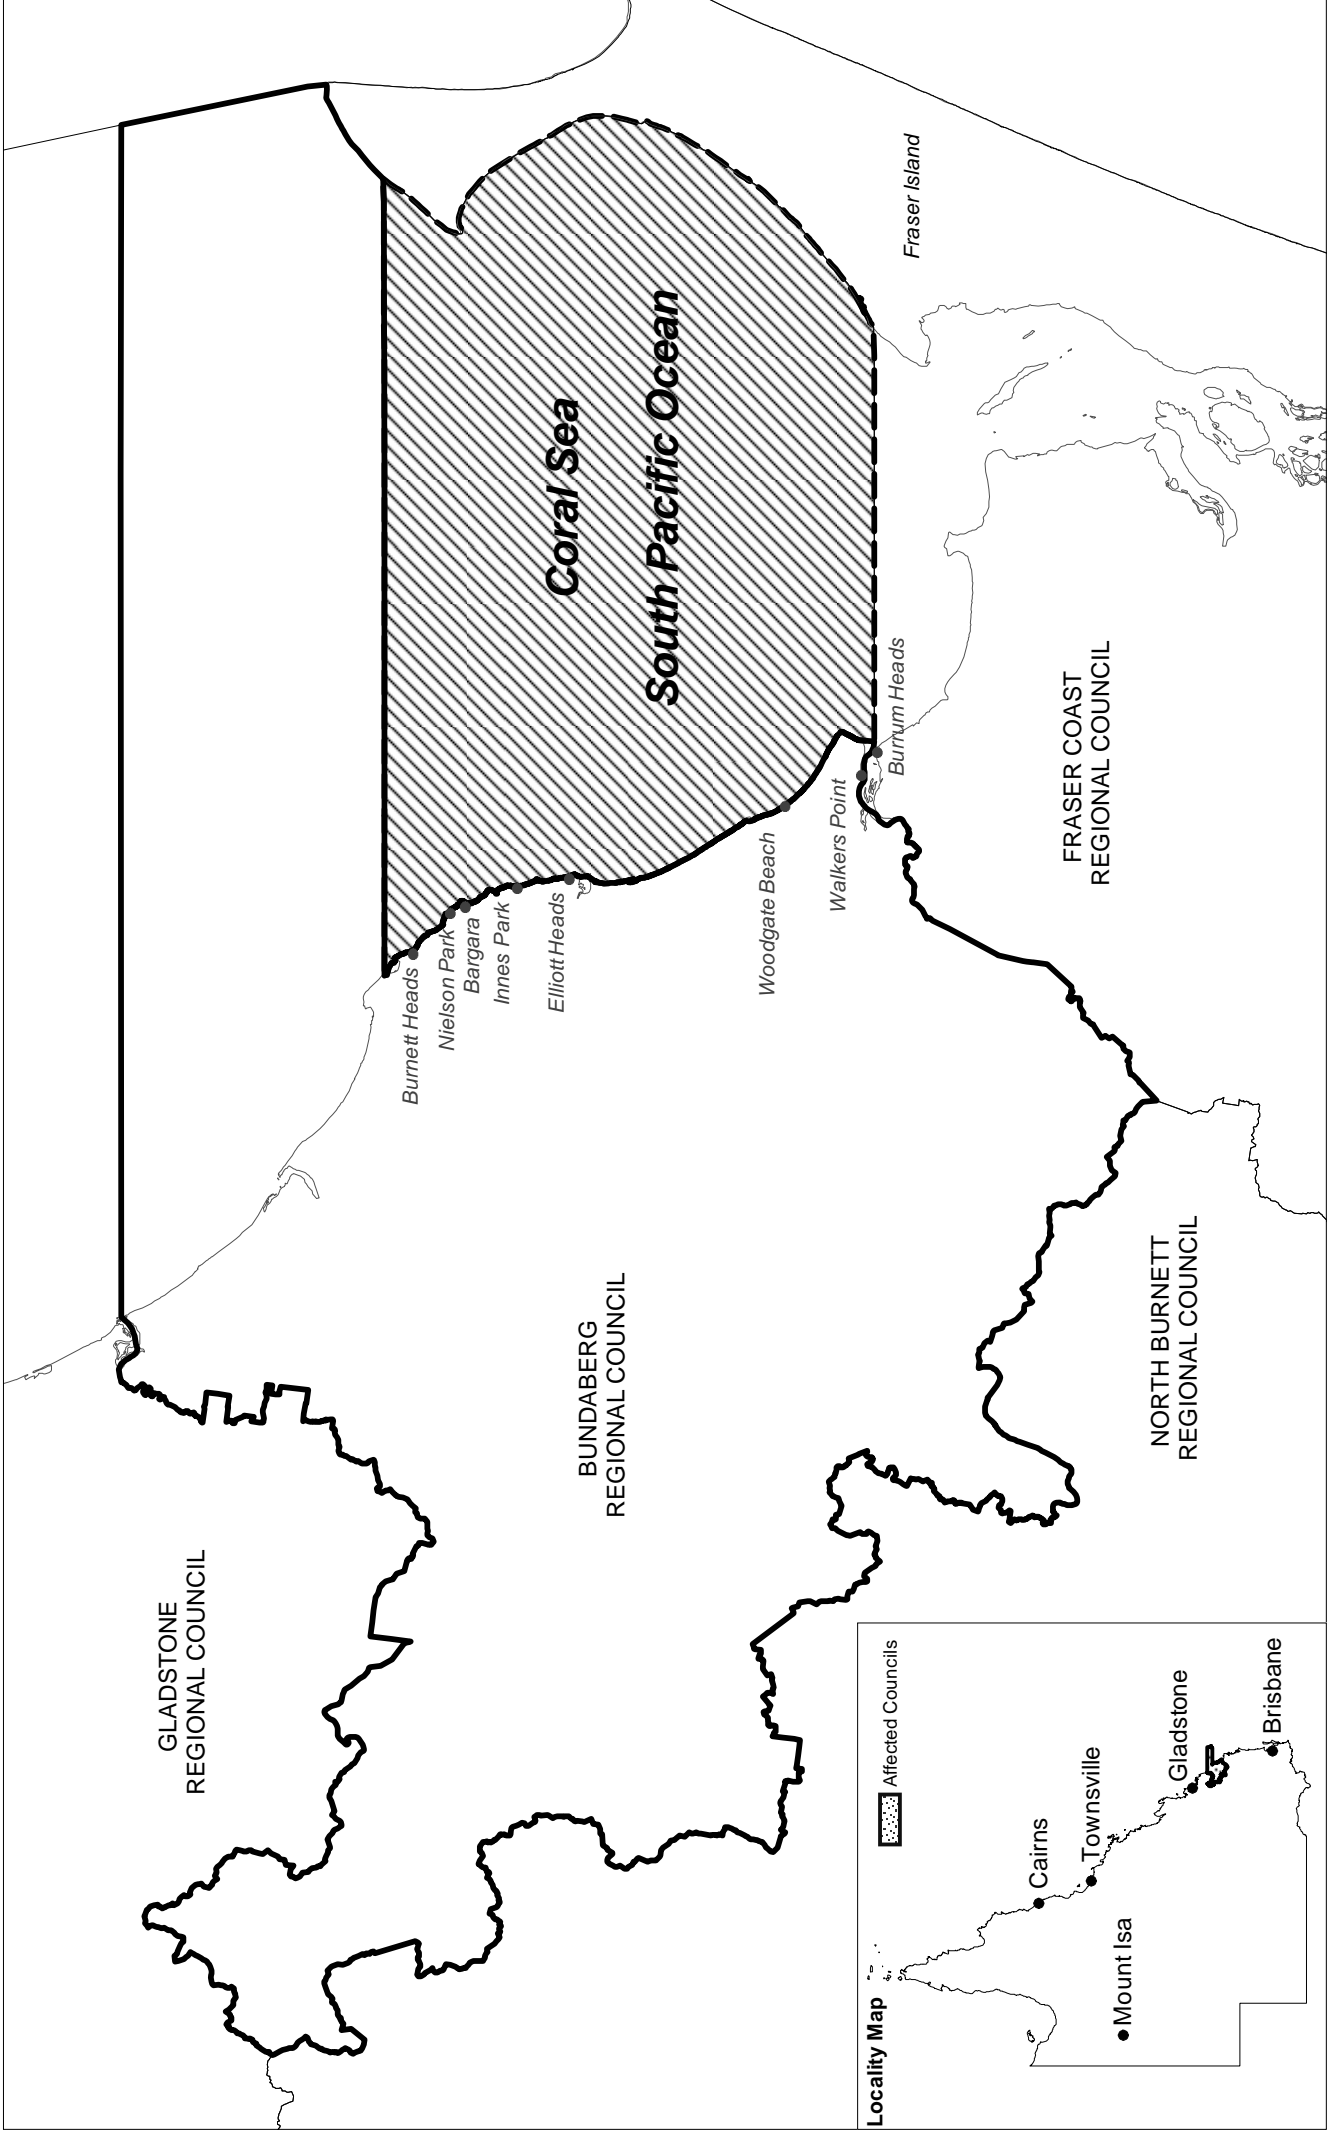 GLADSTONE
REGIONAL COUNCIL
BUNDABERG
REGIONAL COUNCIL
Burnett Heads
Nielson Park
Bargara
Innes Park
Elliott Heads
Woodgate Beach
Walkers Point
Burrum Heads
Coral Sea
South Pacific Ocean
Fraser Island
FRASER COAST
REGIONAL COUNCIL
NORTH BURNETT
REGIONAL COUNCIL
Locality Map
Affected Councils
Cairns
Townsville
Mount Isa
Gladstone
Brisbane